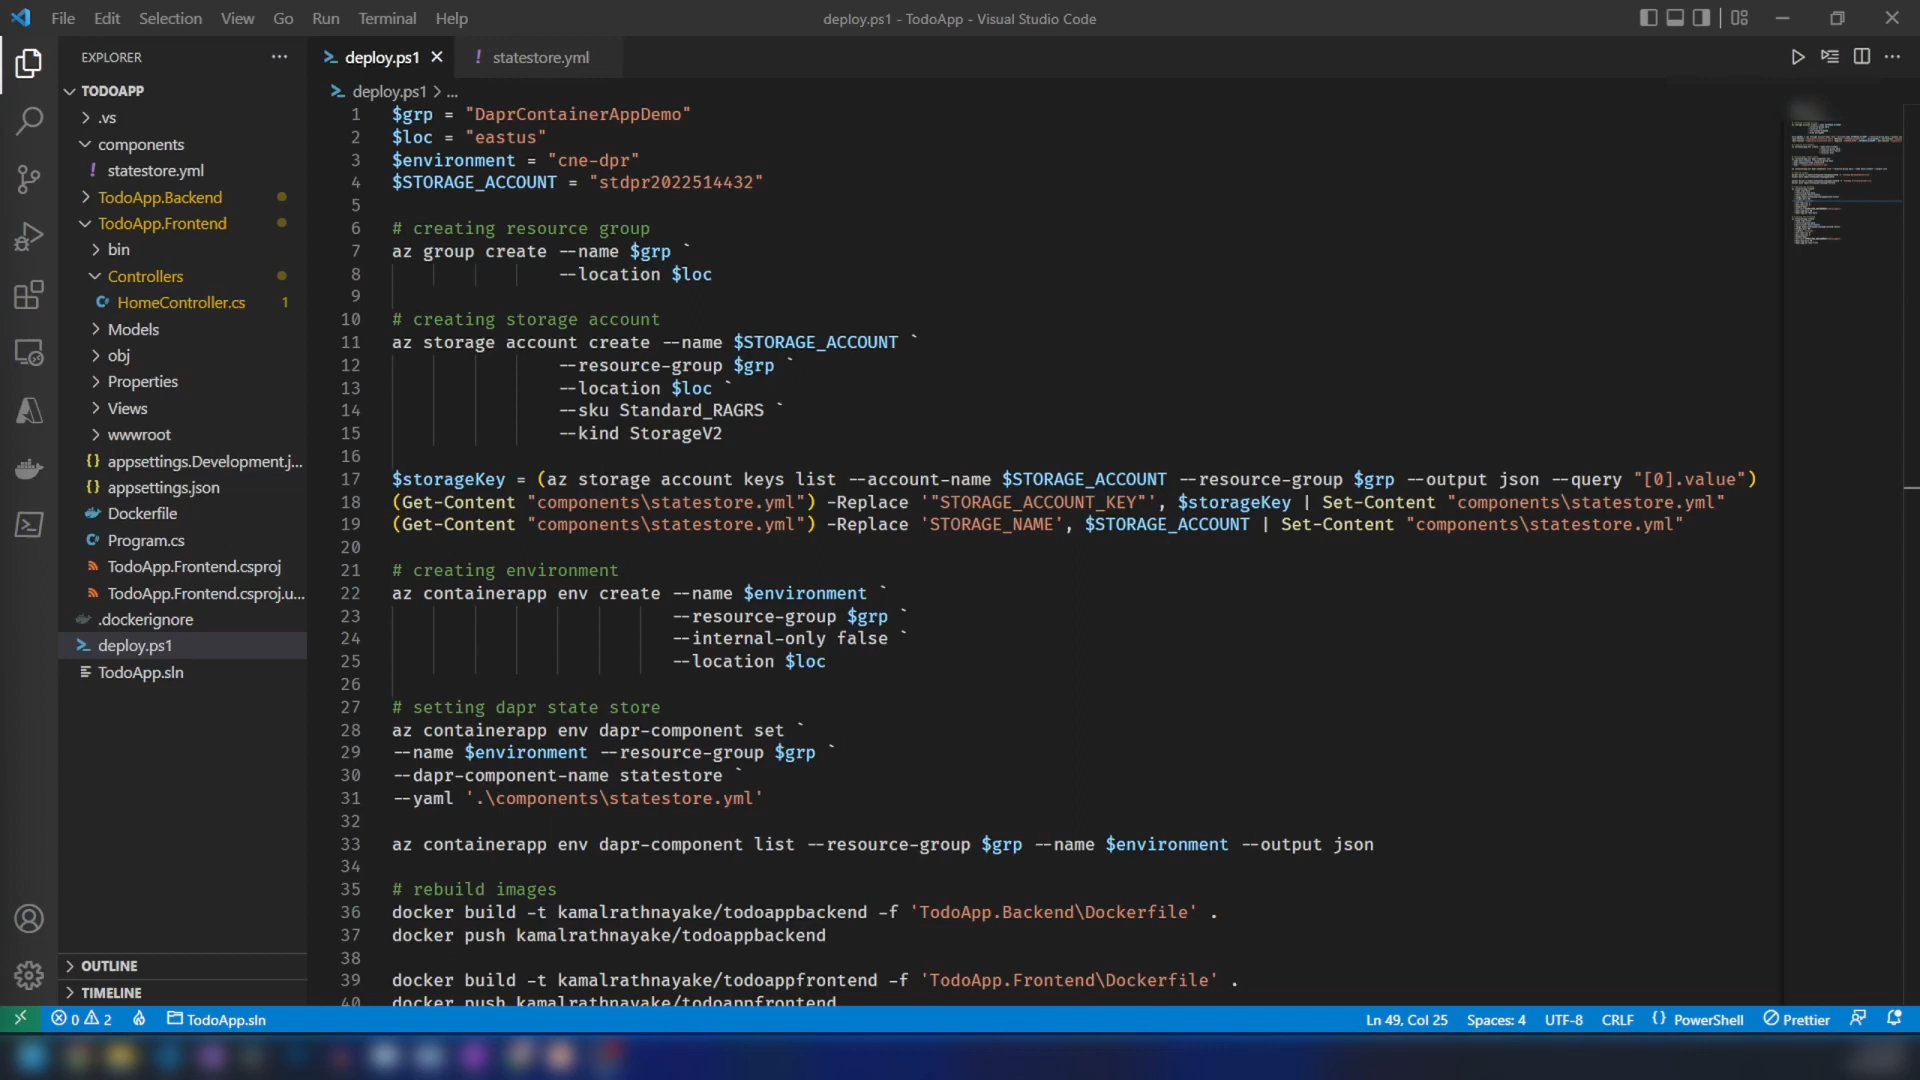 File Edit Selection View Go Run Terminal Help
deploy.ps1 - TodoApp - Visual Studio Code
EXPLORER
TODOAPP
.vs
components
! statestore.yml
TodoApp.Backend
TodoApp.Frontend
bin
Controllers
HomeController.cs 1
Models
obj
Properties
Views
wwwroot
{} appsettings.Development.j...
{} appsettings.json
Dockerfile
Program.cs
TodoApp.Frontend.csproj
TodoApp.Frontend.csproj.u...
.dockerignore
deploy.ps1
TodoApp.sln
OUTLINE
TIMELINE
deploy.ps1
! statestore.yml
deploy.ps1 > ...
1 $grp = "DaprContainerAppDemo"
2 $loc = "eastus"
3 $environment = "cne-dpr"
4 $STORAGE_ACCOUNT = "stdpr2022514432"
5
6 # creating resource group
7 az group create --name $grp `
8 --location $loc
9
10 # creating storage account
11 az storage account create --name $STORAGE_ACCOUNT `
12 --resource-group $grp `
13 --location $loc `
14 --sku Standard_RAGRS `
15 --kind StorageV2
16
17 $storageKey = (az storage account keys list --account-name $STORAGE_ACCOUNT --resource-group $grp --output json --query "[0].value")
18 (Get-Content "components\statestore.yml") -Replace '"STORAGE_ACCOUNT_KEY"', $storageKey | Set-Content "components\statestore.yml"
19 (Get-Content "components\statestore.yml") -Replace 'STORAGE_NAME', $STORAGE_ACCOUNT | Set-Content "components\statestore.yml"
20
21 # creating environment
22 az containerapp env create --name $environment `
23 --resource-group $grp `
24 --internal-only false `
25 --location $loc
26
27 # setting dapr state store
28 az containerapp env dapr-component set `
29 --name $environment --resource-group $grp `
30 --dapr-component-name statestore `
31 --yaml '.\components\statestore.yml'
32
33 az containerapp env dapr-component list --resource-group $grp --name $environment --output json
34
35 # rebuild images
36 docker build -t kamalrathnayake/todoappbackend -f 'TodoApp.Backend\Dockerfile' .
37 docker push kamalrathnayake/todoappbackend
38
39 docker build -t kamalrathnayake/todoappfrontend -f 'TodoApp.Frontend\Dockerfile' .
40 docker push kamalrathnayake/todoappfrontend
0 2 TodoApp.sln
Ln 49, Col 25 Spaces: 4 UTF-8 CRLF {} PowerShell Prettier